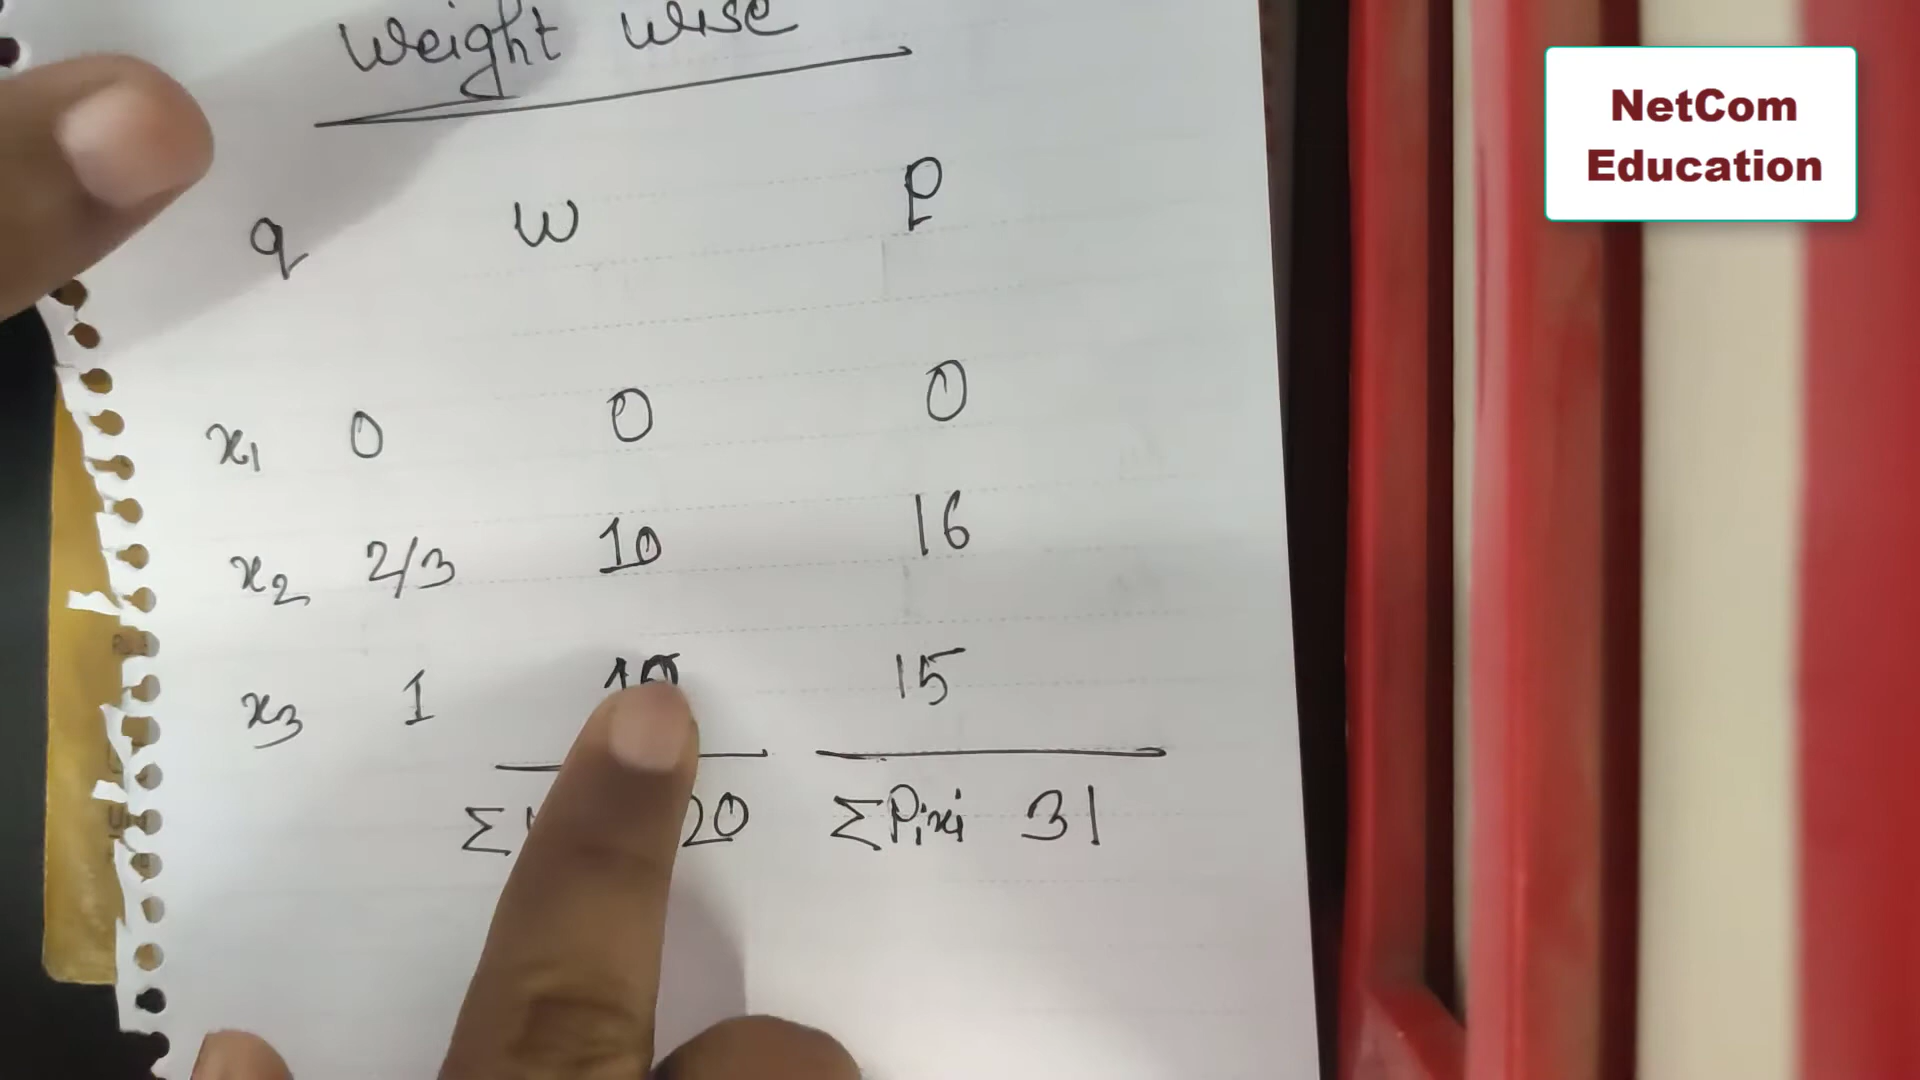 Weight wise
NetCom
Education
q W P
x1 0 0 0
x2 2/3 10 16
x3 1 10 15
Σ 20 ΣPixi 31